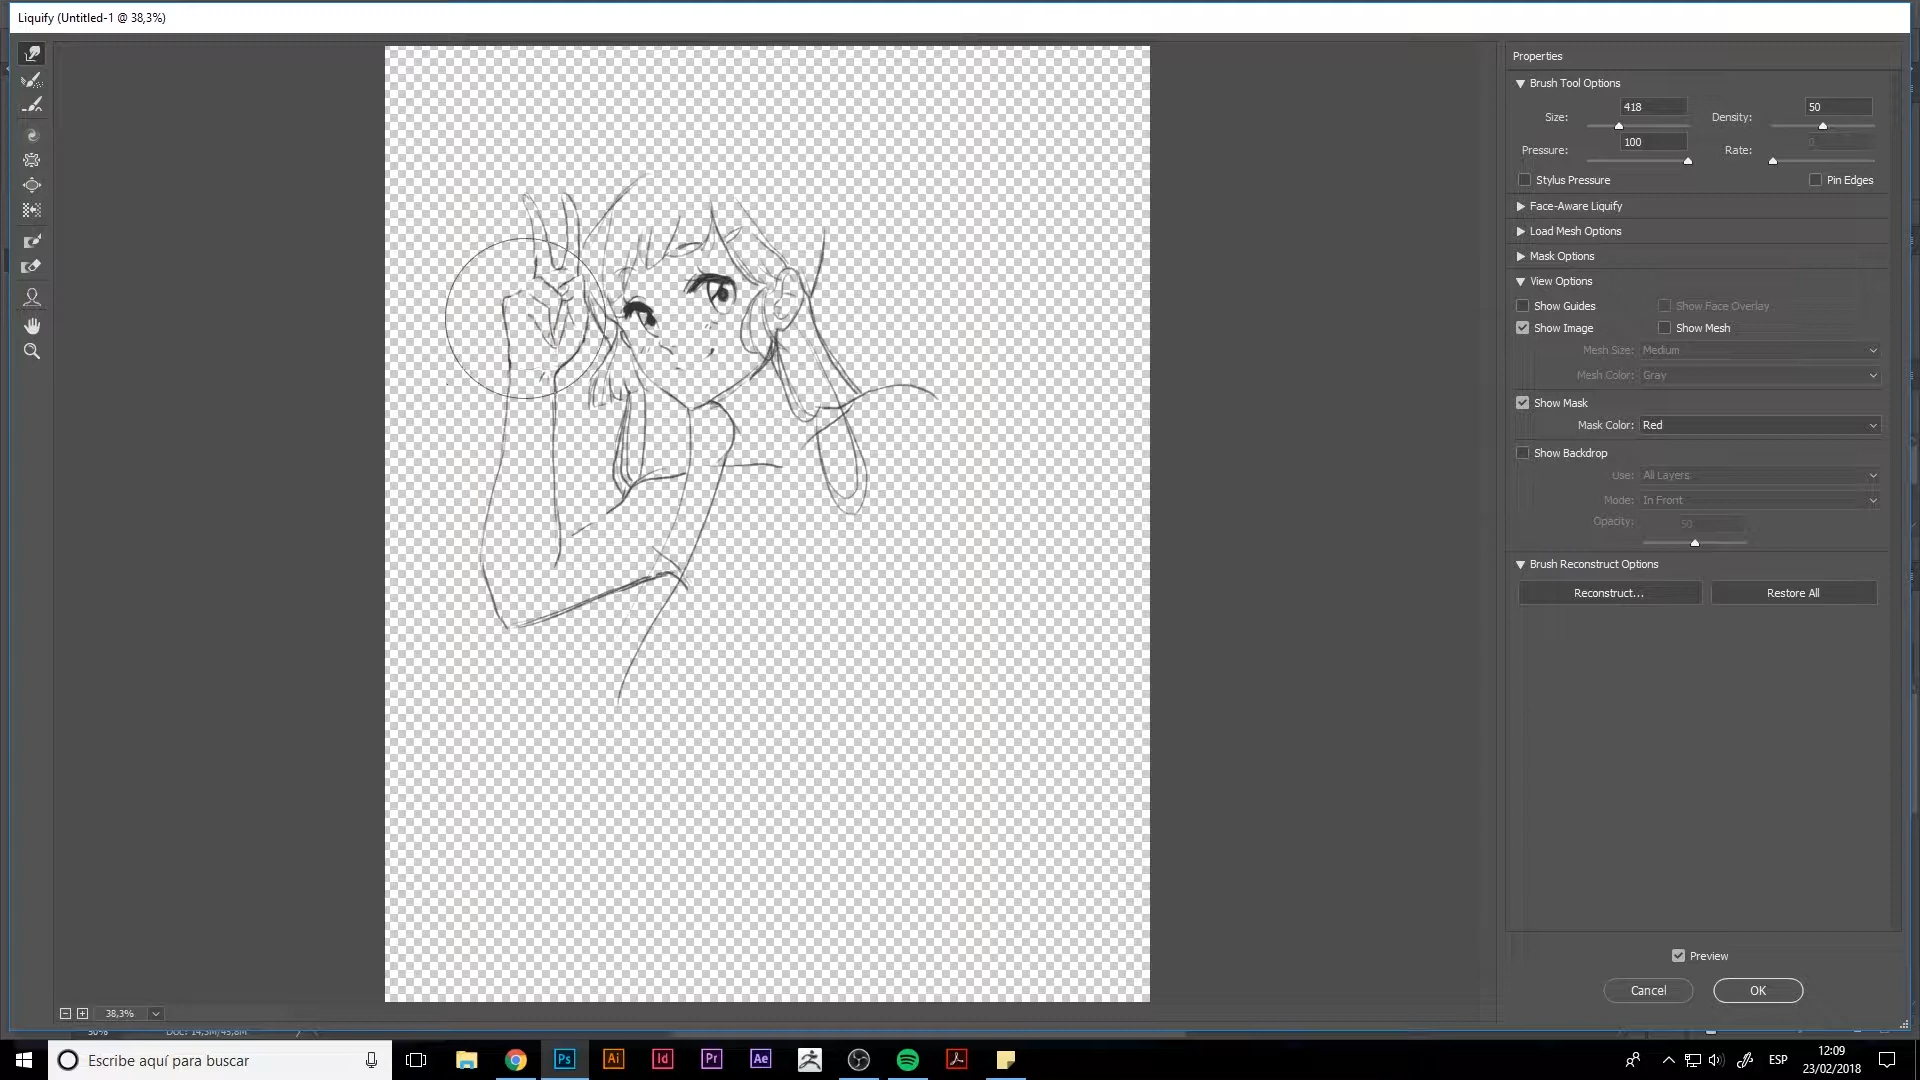 Liquify (Untitled-1 @ 38,3%)
Properties
Brush Tool Options
Size: 418 Density: 50
Pressure: 100 Rate: 0
Stylus Pressure Pin Edges
Face-Aware Liquify
Load Mesh Options
Mask Options
View Options
Show Guides Show Face Overlay
Show Image Show Mesh
Mesh Size: Medium
Mesh Color: Gray
Show Mask
Mask Color: Red
Show Backdrop
Use: All Layers
Mode: In Front
Opacity: 50
Brush Reconstruct Options
Reconstruct... Restore All
Preview
Cancel OK
38,3%
Escribe aquí para buscar
Ps Ai Id Pr Ae
ESP
12:09
23/02/2018